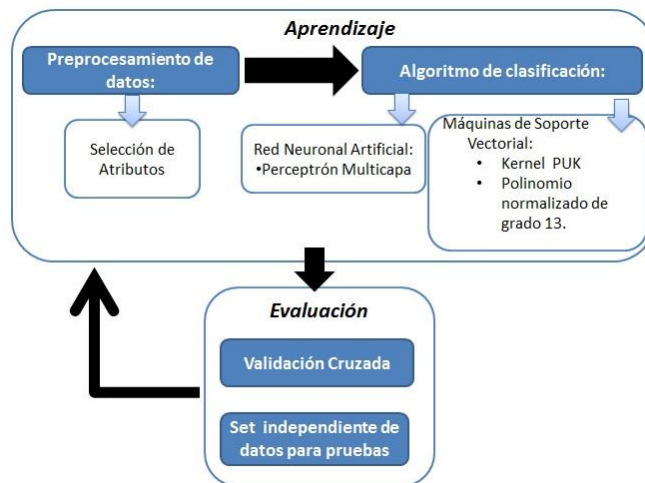 Aprendizaje
Preprocesamiento de
datos:
Algoritmo de clasificación:
Selección de
Atributos
Red Neuronal Artificial:
•Perceptrón Multicapa
Máquinas de Soporte
Vectorial:
• Kernel PUK
• Polinomio
normalizado de
grado 13.
Evaluación
Validación Cruzada
Set independiente de
datos para pruebas